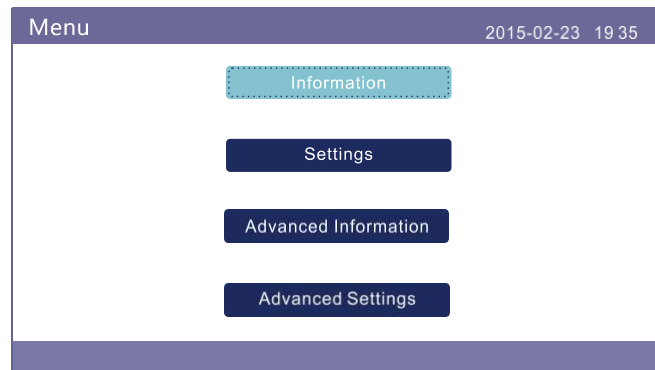 Menu
2015-02-23 19 35
Information
Settings
Advanced Information
Advanced Settings